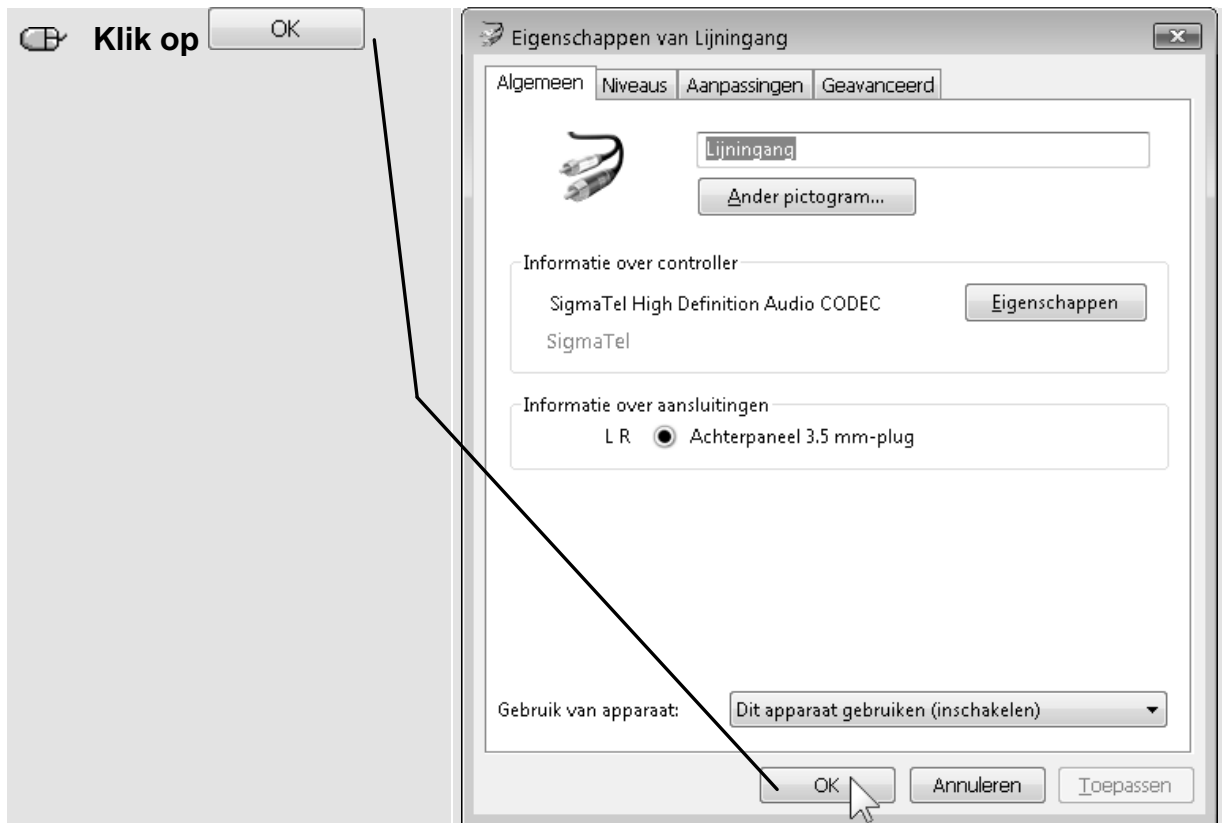 Klik op OK
Eigenschappen van Lijningang
Algemeen Niveaus Aanpassingen Geavanceerd
Lijningang
Ander pictogram...
Informatie over controller
SigmaTel High Definition Audio CODEC Eigenschappen
SigmaTel
Informatie over aansluitingen
L R Achterpaneel 3.5 mm-plug
Gebruik van apparaat: Dit apparaat gebruiken (inschakelen)
OK Annuleren Toepassen